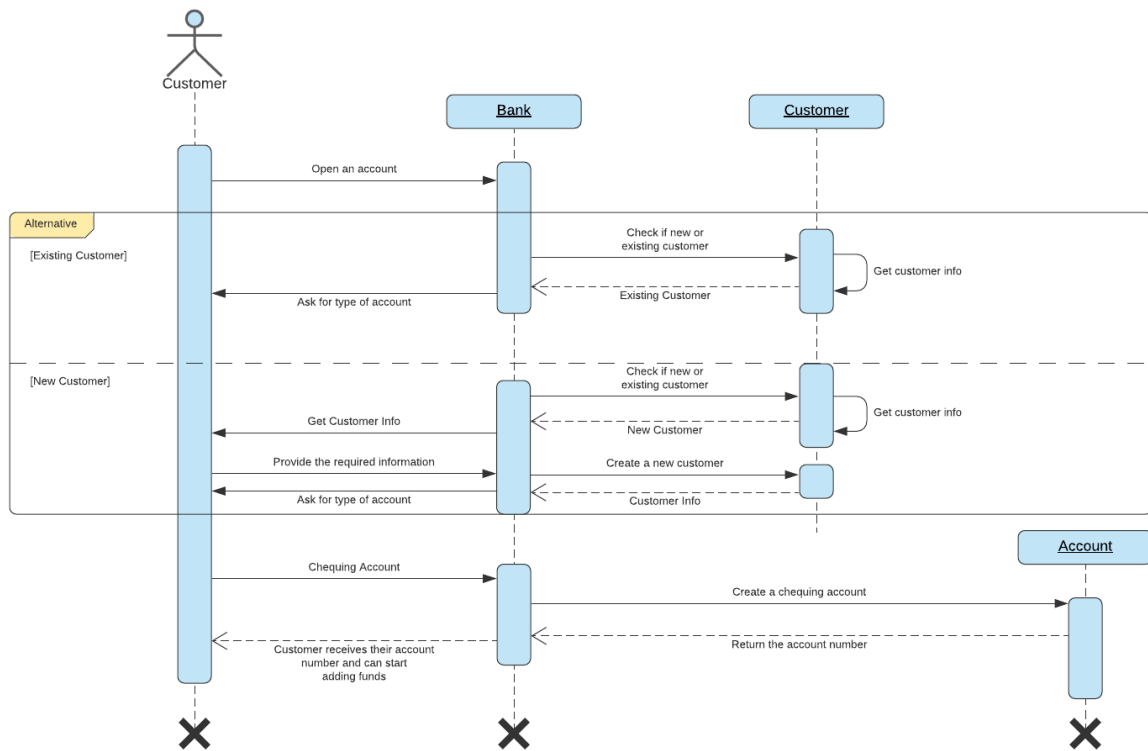 Customer
Bank
Customer
Open an account
Alternative
[Existing Customer]
Check if new or
existing customer
Get customer info
Existing Customer
Ask for type of account
[New Customer]
Check if new or
existing customer
Get customer info
New Customer
Get Customer Info
Provide the required information
Create a new customer
Ask for type of account
Customer Info
Account
Chequing Account
Create a chequing account
Return the account number
Customer receives their account
number and can start
adding funds